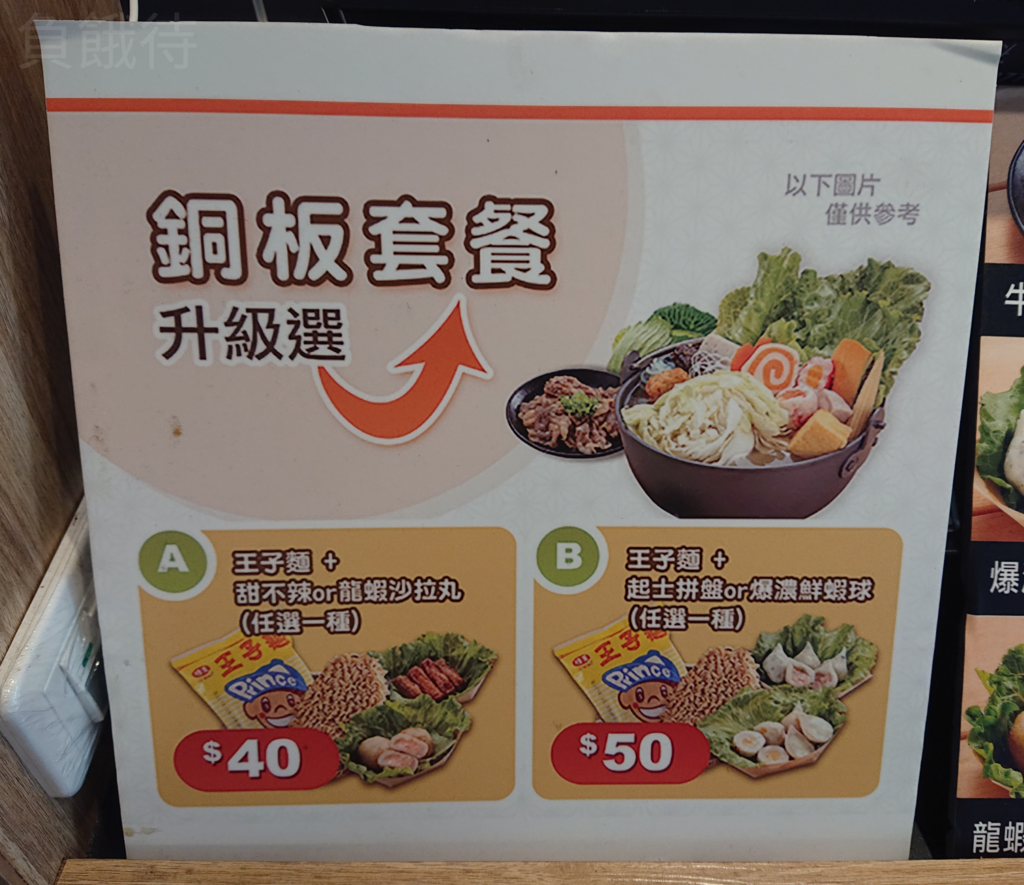 負餓待
銅板套餐
升級選
以下圖片
僅供參考
A
王子麵 +
甜不辣or龍蝦沙拉丸
(任選一種)
王子麵
Prince
$40
B
王子麵 +
起士拼盤or爆濃鮮蝦球
(任選一種)
王子麵
Prince
$50
牛
爆
龍蝦